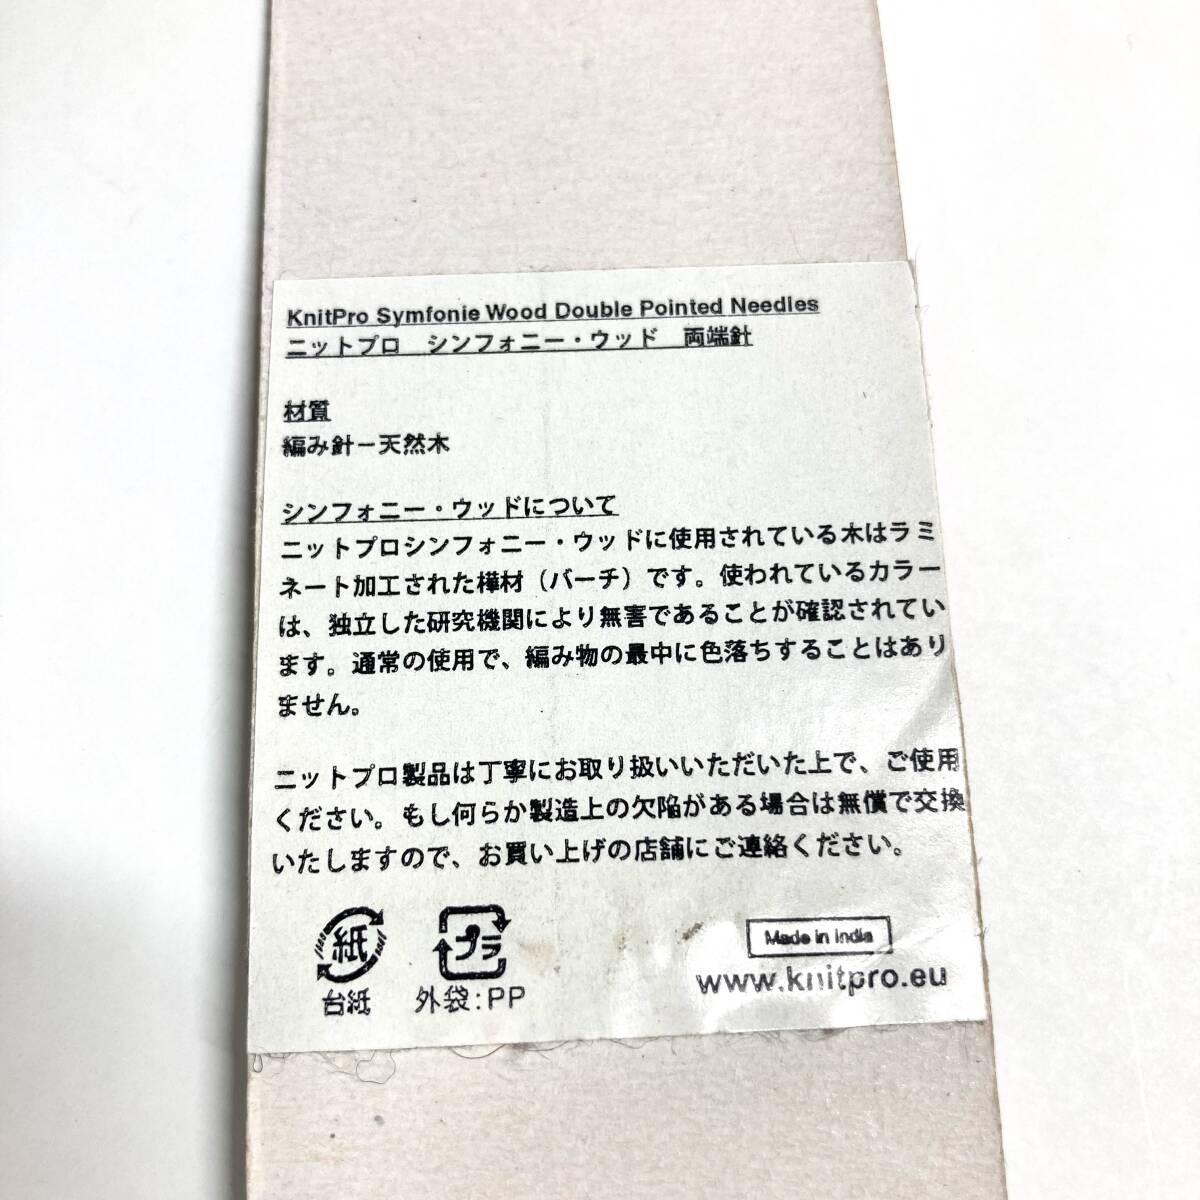 KnitPro Symfonie Wood Double Pointed Needles
ニットプロ　シンフォニー・ウッド　両端針
材質
編み針－天然木
シンフォニー・ウッドについて
ニットプロシンフォニー・ウッドに使用されている木はラミ
ネート加工された樺材（バーチ）です。使われているカラー
は、独立した研究機関により無害であることが確認されてい
ます。通常の使用で、編み物の最中に色落ちすることはあり
ません。
ニットプロ製品は丁寧にお取り扱いいただいた上で、ご使用
ください。もし何らか製造上の欠陥がある場合は無償で交換
いたしますので、お買い上げの店舗にご連絡ください。
紙 プラ
台紙 外袋:PP
Made in India
www.knitpro.eu